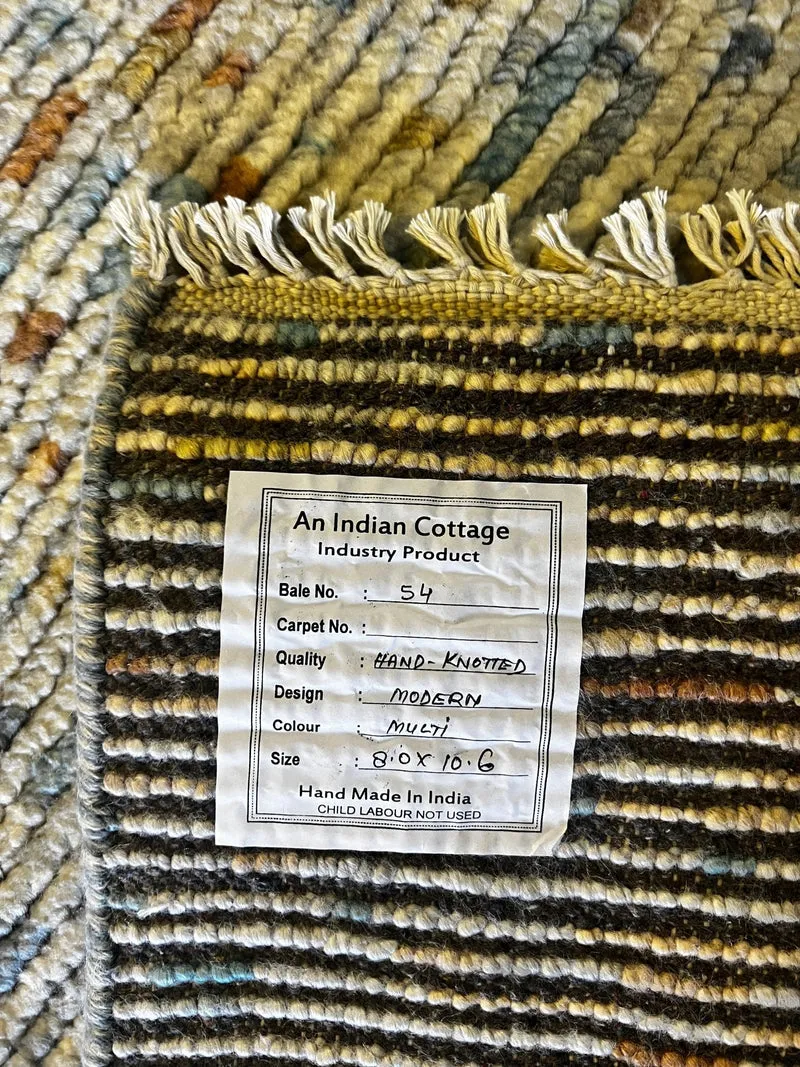 An Indian Cottage
Industry Product
Bale No. : 54
Carpet No. :
Quality : HAND-KNOTTED
Design : MODERN
Colour : MULTI
Size : 8.0 X 10.6
Hand Made In India
CHILD LABOUR NOT USED